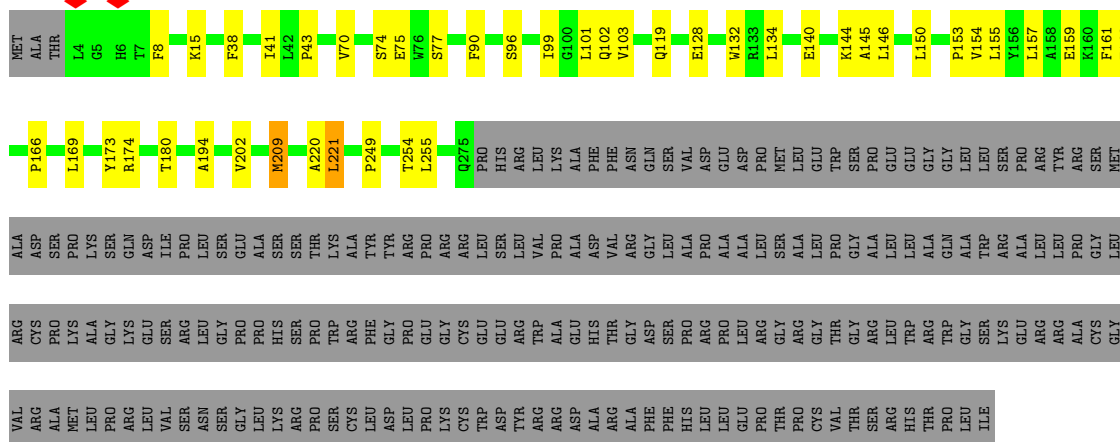 MET ALA THR L4 G5 H6 T7 F8 K15 F38 I41 L42 P43 V70 S74 E75 W76 S77 F90 S96 I99 G100 L101 Q102 V103 Q119 E128 W132 R133 L134 E140 K144 A145 L146 L150 P153 V154 L155 Y156 L157 A158 E159 K160 F161
P166 L169 Y173 R174 T180 A194 V202 M209 A220 L221 P249 T254 L255 Q275 PRO HIS ARG LEU LYS ALA PHE PHE ASN GLN SER VAL ASP GLU ASP PRO MET LEU GLU TRP SER PRO GLU GLU GLY GLY LEU LEU SER PRO ARG TYR ARG SER MET
ALA ASP SER PRO LYS SER GLN ASP ILE PRO LEU SER GLU ALA SER SER THR LYS ALA TYR TYR ARG PRO ARG ARG LEU SER LEU VAL PRO ALA ASP VAL ARG GLY LEU ALA PRO ALA ALA LEU SER ALA LEU PRO GLY ALA LEU LEU ALA GLN ALA TRP ARG ALA LEU LEU PRO GLY LEU
ARG CYS PRO LYS ALA GLY LYS GLU SER ARG LEU GLY PRO PRO HIS SER PRO TRP ARG PHE GLY PRO GLU GLY CYS GLU GLU ARG TRP ALA GLU HIS THR GLY ASP SER PRO ARG PRO LEU ARG GLY ARG GLY THR GLY ARG LEU TRP ARG TRP GLY SER LYS GLU ARG ARG ALA CYS GLY
VAL ARG ALA MET LEU PRO ARG LEU VAL SER ASN SER GLY LEU LYS ARG PRO SER CYS LEU ASP LEU PRO LYS CYS TRP ASP TYR ARG ARG ASP ALA ARG ALA PHE PHE HIS LEU LEU GLU PRO THR PRO CYS VAL THR SER ARG HIS THR PRO LEU ILE